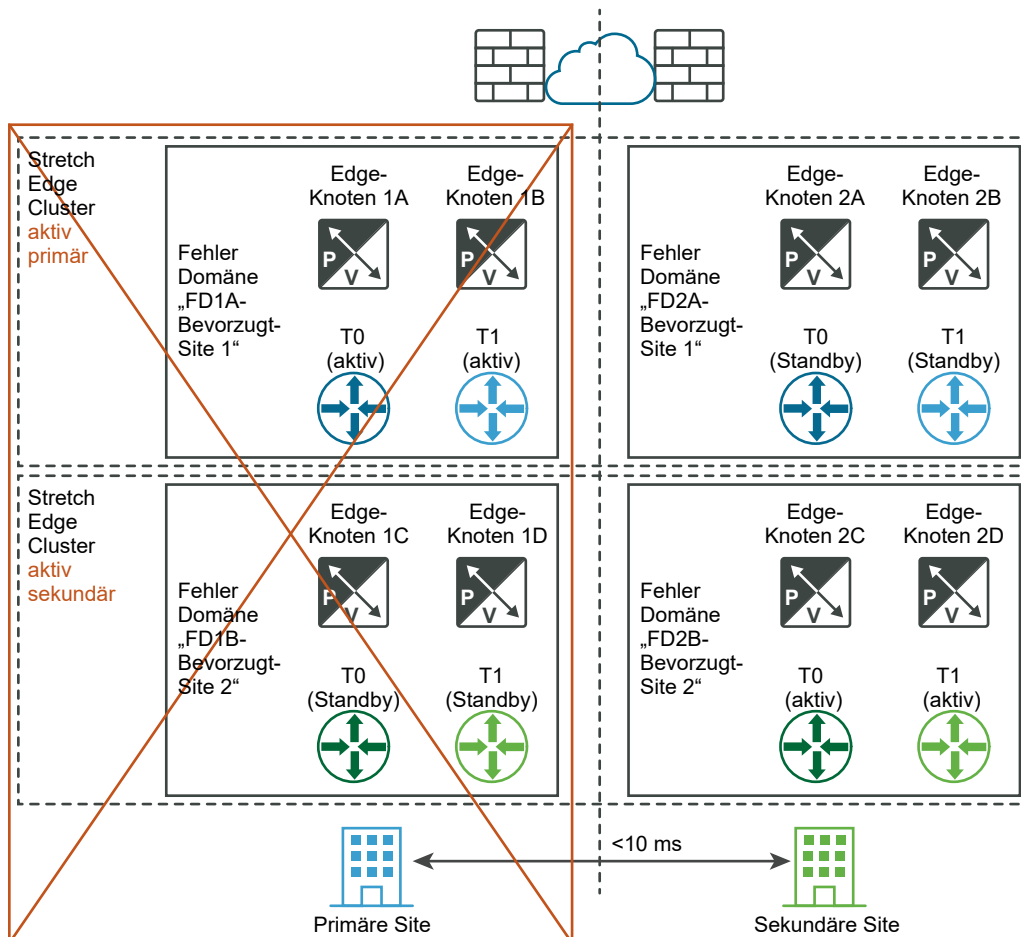 Stretch
Edge
Cluster
aktiv
primär
Fehler
Domäne
„FD1A-
Bevorzugt-
Site 1“
Edge-
Knoten 1A
P
V
T0
(aktiv)
Edge-
Knoten 1B
P
V
T1
(aktiv)
Fehler
Domäne
„FD2A-
Bevorzugt-
Site 1“
Edge-
Knoten 2A
P
V
T0
(Standby)
Edge-
Knoten 2B
P
V
T1
(Standby)
Stretch
Edge
Cluster
aktiv
sekundär
Fehler
Domäne
„FD1B-
Bevorzugt-
Site 2“
Edge-
Knoten 1C
P
V
T0
(Standby)
Edge-
Knoten 1D
P
V
T1
(Standby)
Fehler
Domäne
„FD2B-
Bevorzugt-
Site 2“
Edge-
Knoten 2C
P
V
T0
(aktiv)
Edge-
Knoten 2D
P
V
T1
(aktiv)
<10 ms
Primäre Site
Sekundäre Site